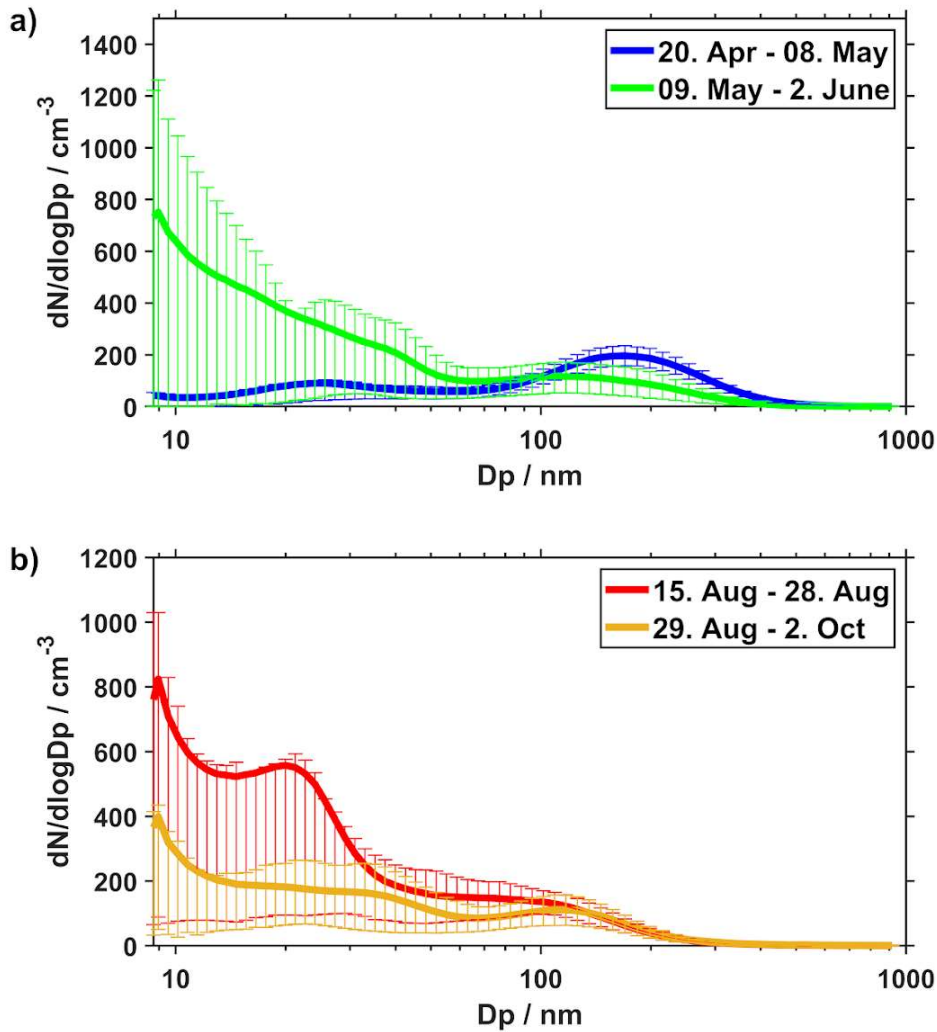 a)
1400
1200
1000
800
600
400
200
0
dN/dlogDp / cm-3
20. Apr - 08. May
09. May - 2. June
10
100
1000
Dp / nm
b)
1200
1000
800
600
400
200
0
dN/dlogDp / cm-3
15. Aug - 28. Aug
29. Aug - 2. Oct
10
100
1000
Dp / nm